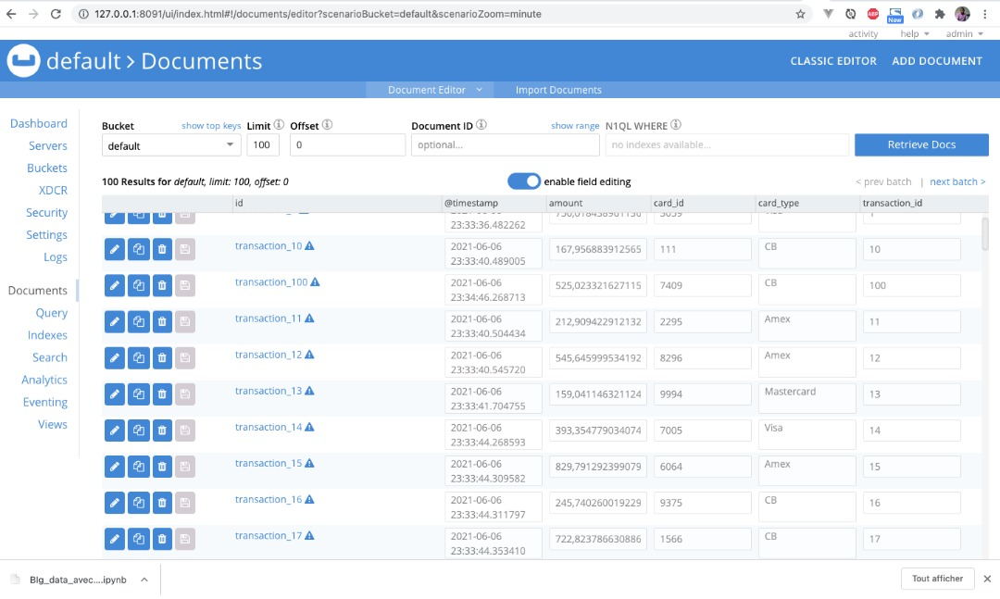 127.0.0.1:8091/ui/index.html#!/documents/editor?scenarioBucket=default&scenarioZoom=minute
ABP
New
activity help admin
default > Documents CLASSIC EDITOR ADD DOCUMENT
Document Editor Import Documents
Dashboard
Servers
Buckets
XDCR
Security
Settings
Logs
Documents
Query
Indexes
Search
Analytics
Eventing
Views
Bucket show top keys Limit Offset Document ID show range N1QL WHERE
default 100 0 optional... no indexes available... Retrieve Docs
100 Results for default, limit: 100, offset: 0 enable field editing < prev batch | next batch >
id @timestamp amount card_id card_type transaction_id
23:33:36.482262
transaction_10 2021-06-06 167,956883912565 111 CB 10
23:33:40.489005
transaction_100 2021-06-06 525,023321627115 7409 CB 100
23:34:46.268713
transaction_11 2021-06-06 212,909422912132 2295 Amex 11
23:33:40.504434
transaction_12 2021-06-06 545,645999534192 8296 Amex 12
23:33:40.545720
transaction_13 2021-06-06 159,041146321124 9994 Mastercard 13
23:33:41.704755
transaction_14 2021-06-06 393,354779034074 7005 Visa 14
23:33:44.268593
transaction_15 2021-06-06 829,791292399079 6064 Amex 15
23:33:44.309582
transaction_16 2021-06-06 245,740260019229 9375 CB 16
23:33:44.311797
transaction_17 2021-06-06 722,823786630886 1566 CB 17
23:33:44.353410
BIg_data_avec....ipynb Tout afficher